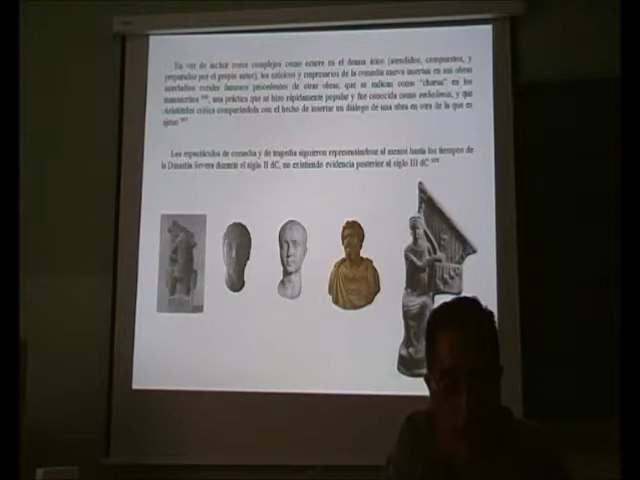 En vez de incluir coros complejos como ocurre en el drama ático (atendidos, compuestos, y
preparados por el propio autor), los satíricos y empresarios de la comedia nueva insertan en sus obras
interludios corales famosos procedentes de otras obras, que se indican como "chorus" en los
manuscritos, una práctica que se hizo rápidamente popular y fue conocida como embolima, y que
Aristóteles critica comparándola con el hecho de insertar un diálogo de una obra en otra de la que es
ajeno
Los espectáculos de comedia y de tragedia siguieron representándose al menos hasta los tiempos de
la Dinastía Severa durante el siglo II dC, no existiendo evidencia posterior al siglo III dC